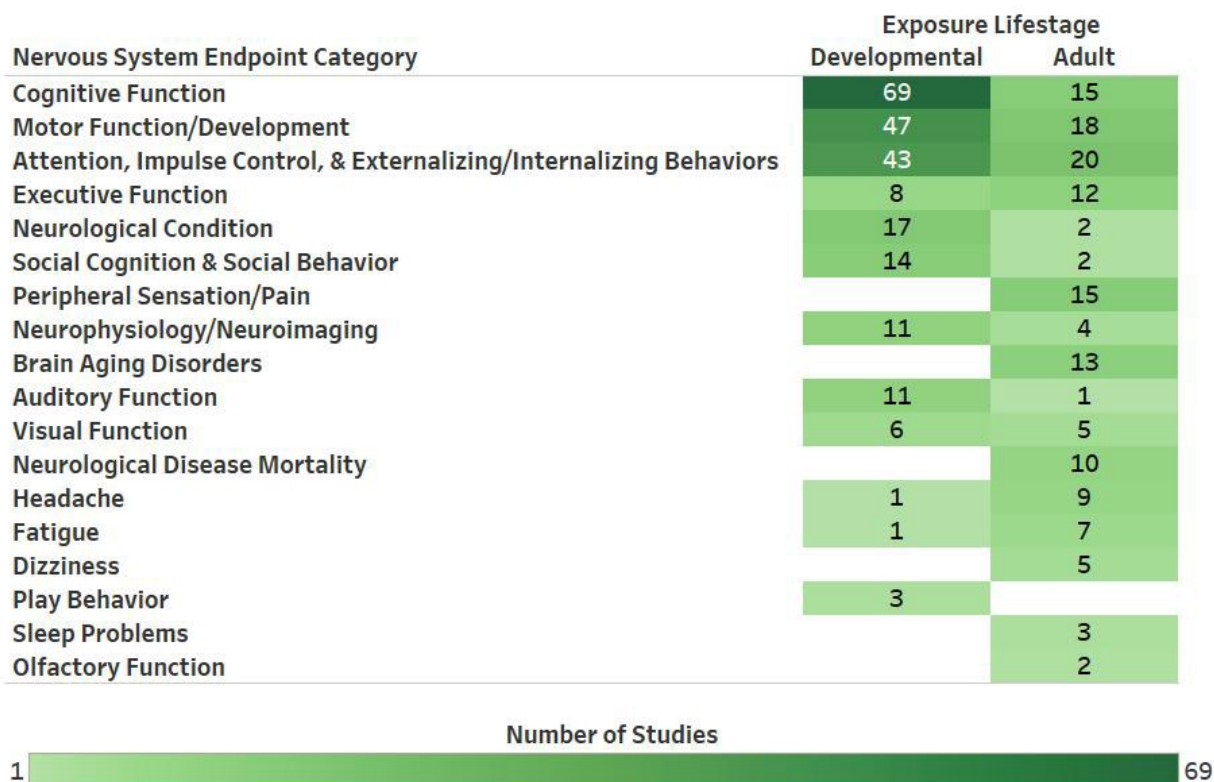 Exposure Lifestage
Nervous System Endpoint Category Developmental Adult
Cognitive Function 69 15
Motor Function/Development 47 18
Attention, Impulse Control, & Externalizing/Internalizing Behaviors 43 20
Executive Function 8 12
Neurological Condition 17 2
Social Cognition & Social Behavior 14 2
Peripheral Sensation/Pain 15
Neurophysiology/Neuroimaging 11 4
Brain Aging Disorders 13
Auditory Function 11 1
Visual Function 6 5
Neurological Disease Mortality 10
Headache 1 9
Fatigue 1 7
Dizziness 5
Play Behavior 3
Sleep Problems 3
Olfactory Function 2
Number of Studies
1 69